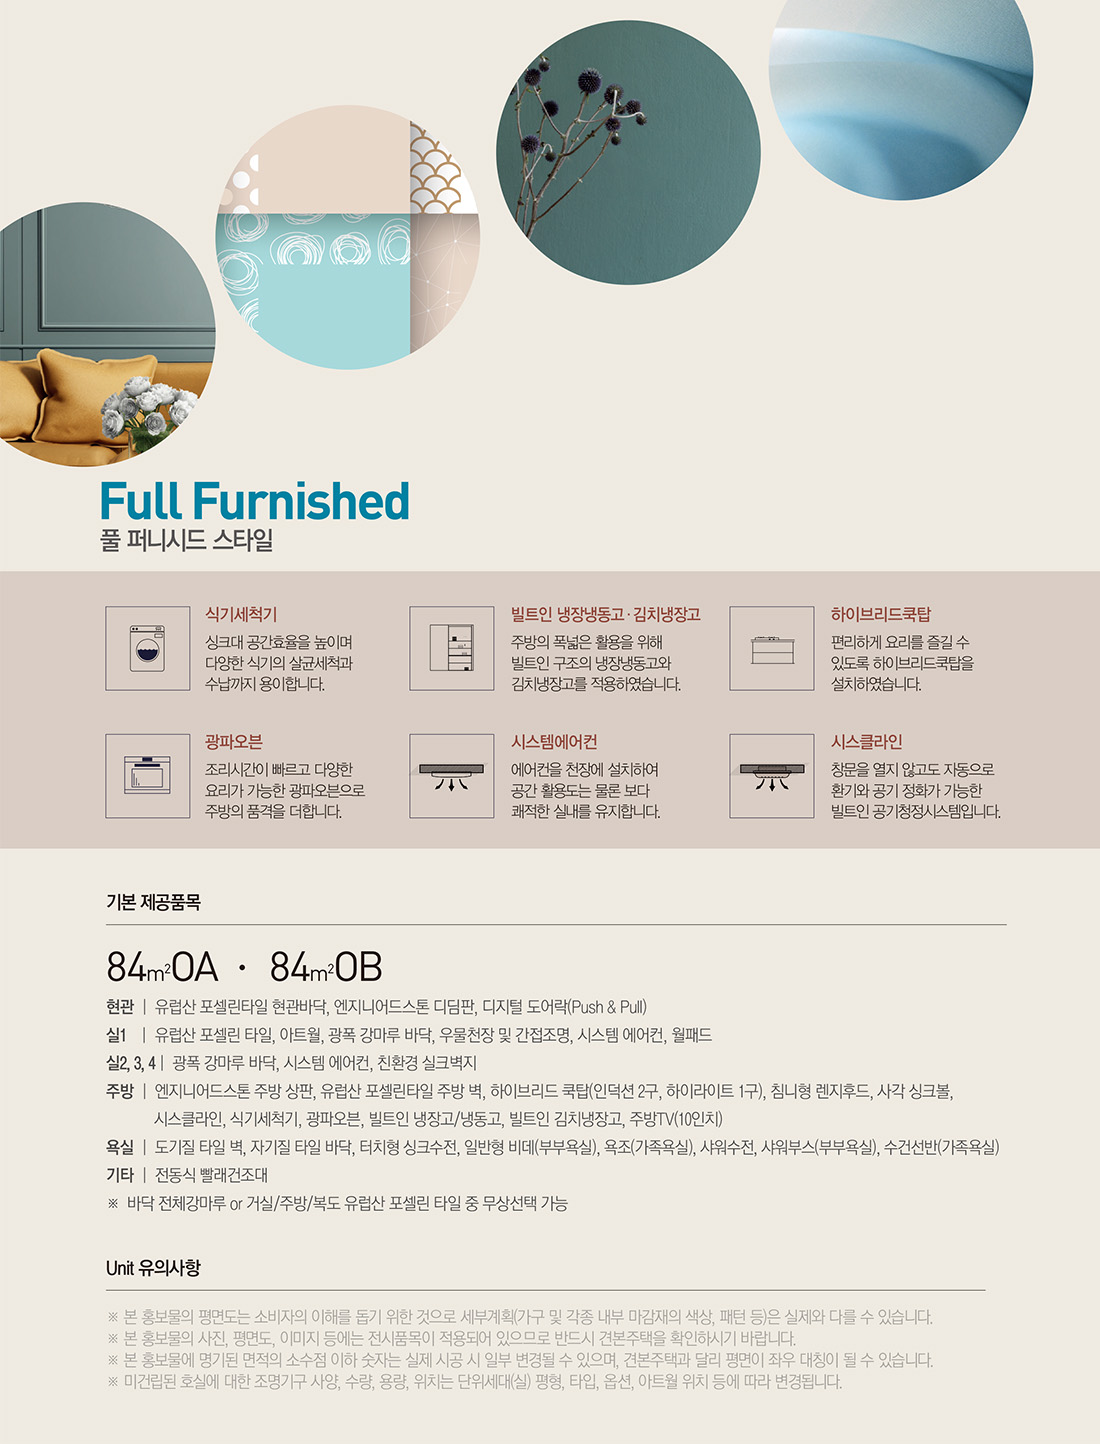 Full Furnished
풀 퍼니시드 스타일
식기세척기
싱크대 공간효율을 높이며
다양한 식기의 살균세척과
수납까지 용이합니다.
빌트인 냉장냉동고·김치냉장고
주방의 폭넓은 활용을 위해
빌트인 구조의 냉장냉동고와
김치냉장고를 적용하였습니다.
하이브리드쿡탑
편리하게 요리를 즐길 수
있도록 하이브리드쿡탑을
설치하였습니다.
광파오븐
조리시간이 빠르고 다양한
요리가 가능한 광파오븐으로
주방의 품격을 더합니다.
시스템에어컨
에어컨을 천장에 설치하여
공간 활용도는 물론 보다
쾌적한 실내를 유지합니다.
시스클라인
창문을 열지 않고도 자동으로
환기와 공기 정화가 가능한
빌트인 공기청정시스템입니다.
기본 제공품목
84m²OA · 84m²OB
현관 | 유럽산 포셀린타일 현관바닥, 엔지니어드스톤 디딤판, 디지털 도어락(Push & Pull)
실1 | 유럽산 포셀린 타일, 아트월, 광폭 강마루 바닥, 우물천장 및 간접조명, 시스템 에어컨, 월패드
실2, 3, 4 | 광폭 강마루 바닥, 시스템 에어컨, 친환경 실크벽지
주방 | 엔지니어드스톤 주방 상판, 유럽산 포셀린타일 주방 벽, 하이브리드 쿡탑(인덕션 2구, 하이라이트 1구), 침니형 렌지후드, 사각 싱크볼,
시스클라인, 식기세척기, 광파오븐, 빌트인 냉장고/냉동고, 빌트인 김치냉장고, 주방TV(10인치)
욕실 | 도기질 타일 벽, 자기질 타일 바닥, 터치형 싱크수전, 일반형 비데(부부욕실), 욕조(가족욕실), 샤워수전, 샤워부스(부부욕실), 수건선반(가족욕실)
기타 | 전동식 빨래건조대
※ 바닥 전체강마루 or 거실/주방/복도 유럽산 포셀린 타일 중 무상선택 가능
Unit 유의사항
※ 본 홍보물의 평면도는 소비자의 이해를 돕기 위한 것으로 세부계획(가구 및 각종 내부 마감재의 색상, 패턴 등)은 실제와 다를 수 있습니다.
※ 본 홍보물의 사진, 평면도, 이미지 등에는 전시품목이 적용되어 있으므로 반드시 견본주택을 확인하시기 바랍니다.
※ 본 홍보물에 명기된 면적의 소수점 이하 숫자는 실제 시공 시 일부 변경될 수 있으며, 견본주택과 달리 평면이 좌우 대칭이 될 수 있습니다.
※ 미건립된 호실에 대한 조명기구 사양, 수량, 용량, 위치는 단위세대(실) 평형, 타입, 옵션, 아트월 위치 등에 따라 변경됩니다.